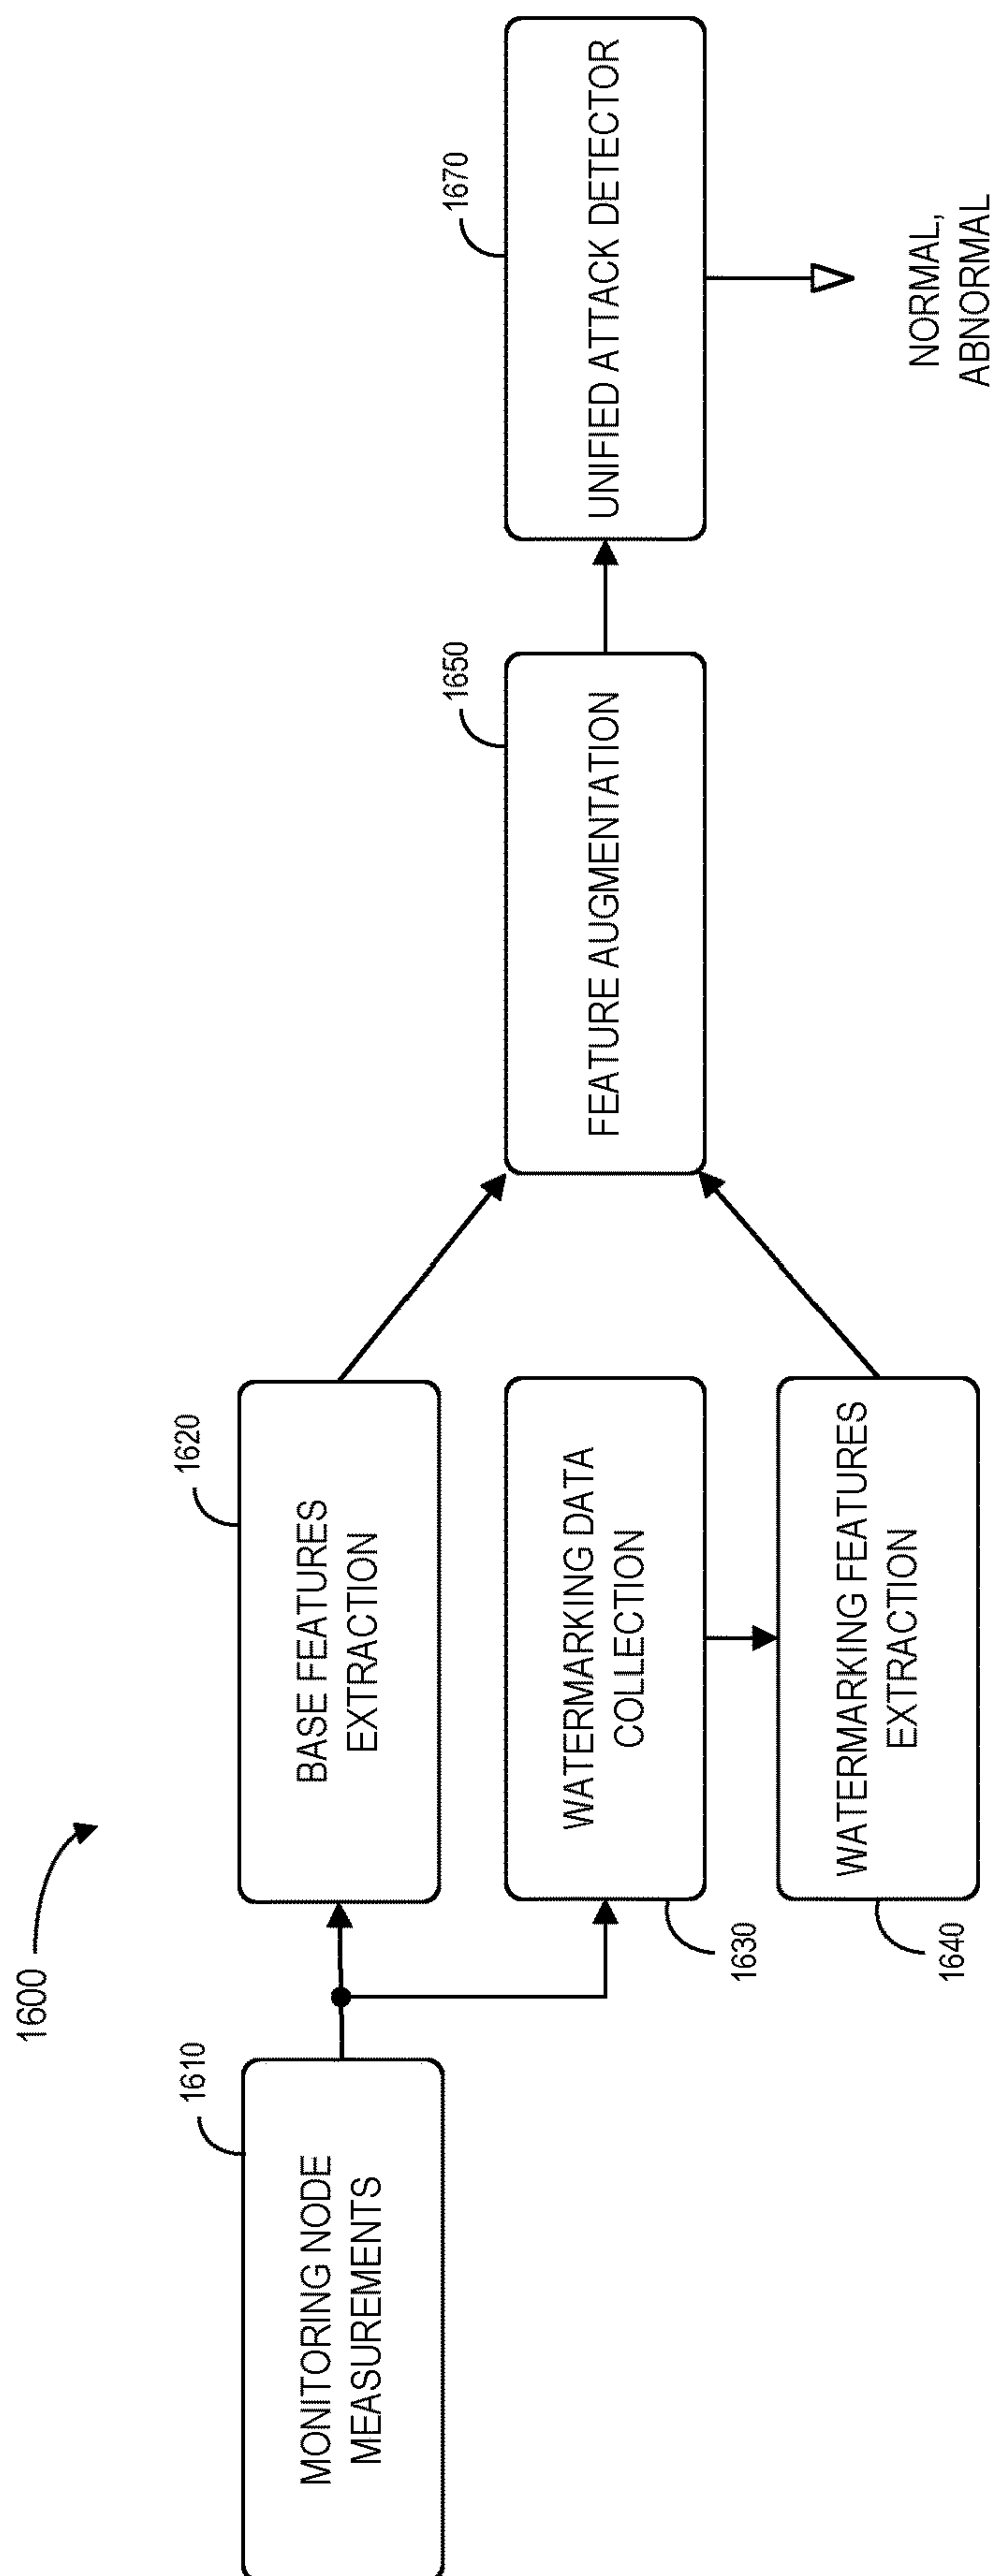 1600
1610
MONITORING NODE
MEASUREMENTS
1620
BASE FEATURES
EXTRACTION
WATERMARKING DATA
COLLECTION
1630
WATERMARKING FEATURES
EXTRACTION
1640
1650
FEATURE AUGMENTATION
1670
UNIFIED ATTACK DETECTOR
NORMAL,
ABNORMAL